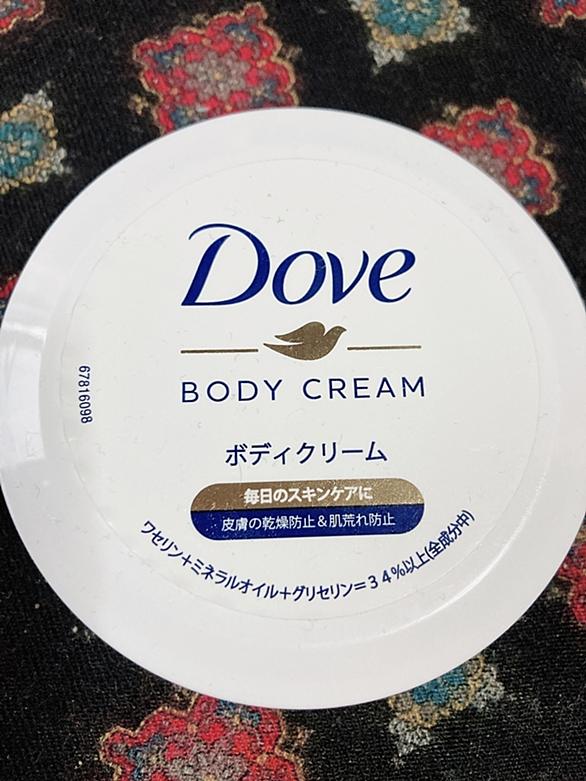 Dove
BODY CREAM
ボディクリーム
毎日のスキンケアに
皮膚の乾燥防止&肌荒れ防止
ワセリン+ミネラルオイル+グリセリン=34%以上(全成分中)
67816098